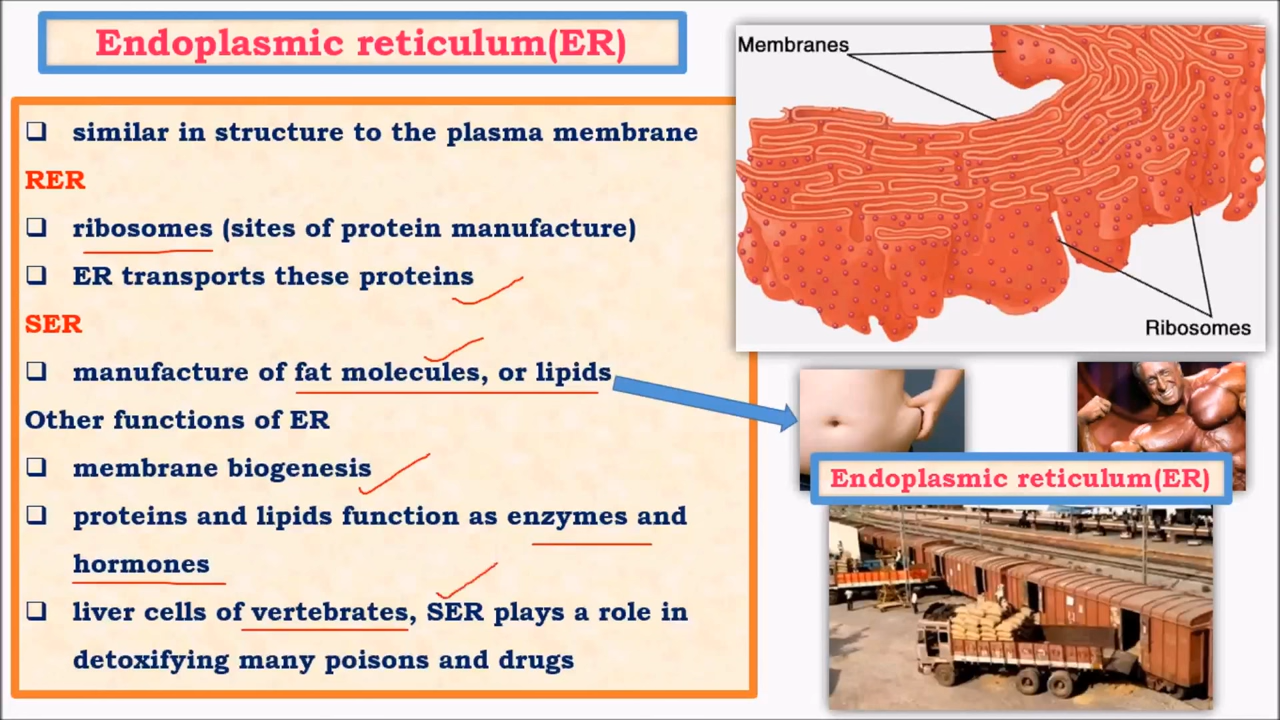 Endoplasmic reticulum(ER)
similar in structure to the plasma membrane
RER
ribosomes (sites of protein manufacture)
ER transports these proteins
SER
manufacture of fat molecules, or lipids
Other functions of ER
membrane biogenesis
proteins and lipids function as enzymes and
hormones
liver cells of vertebrates, SER plays a role in
detoxifying many poisons and drugs
Membranes
Ribosomes
Endoplasmic reticulum(ER)